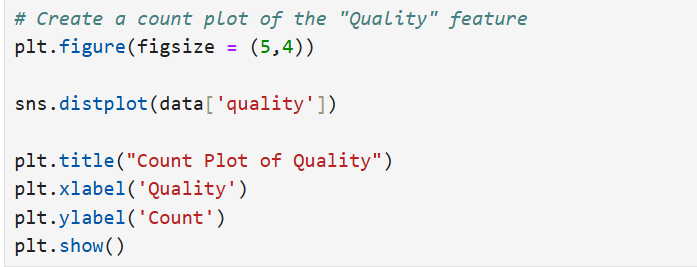 # Create a count plot of the "Quality" feature
plt.figure(figsize = (5,4))
sns.distplot(data['quality'])
plt.title("Count Plot of Quality")
plt.xlabel('Quality')
plt.ylabel('Count')
plt.show()